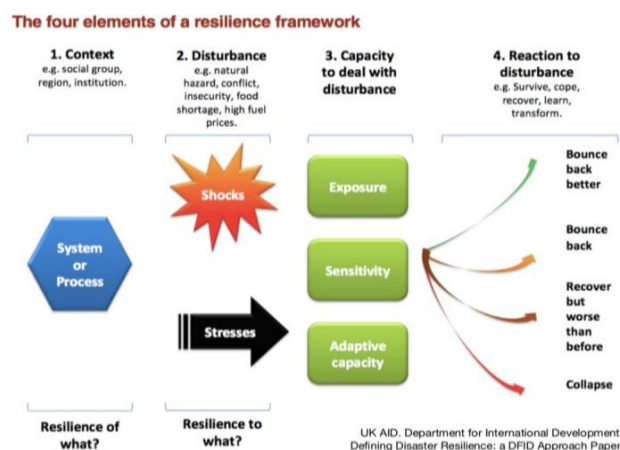 The four elements of a resilience framework
1. Context
e.g. social group,
region, institution.
2. Disturbance
e.g. natural
hazard, conflict,
insecurity, food
shortage, high fuel
prices.
3. Capacity
to deal with
disturbance
4. Reaction to
disturbance
e.g. Survive, cope,
recover, learn,
transform.
System
or
Process
Shocks
Stresses
Exposure
Sensitivity
Adaptive
capacity
Bounce
back
better
Bounce
back
Recover
but
worse
than
before
Collapse
Resilience of
what?
Resilience to
what?
UK AID. Department for International Development
Defining Disaster Resilience: a DFID Approach Paper